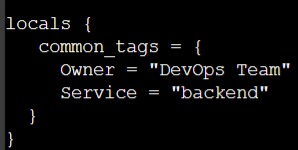 locals {
common_tags = {
Owner = "DevOps Team"
Service = "backend"
}
}